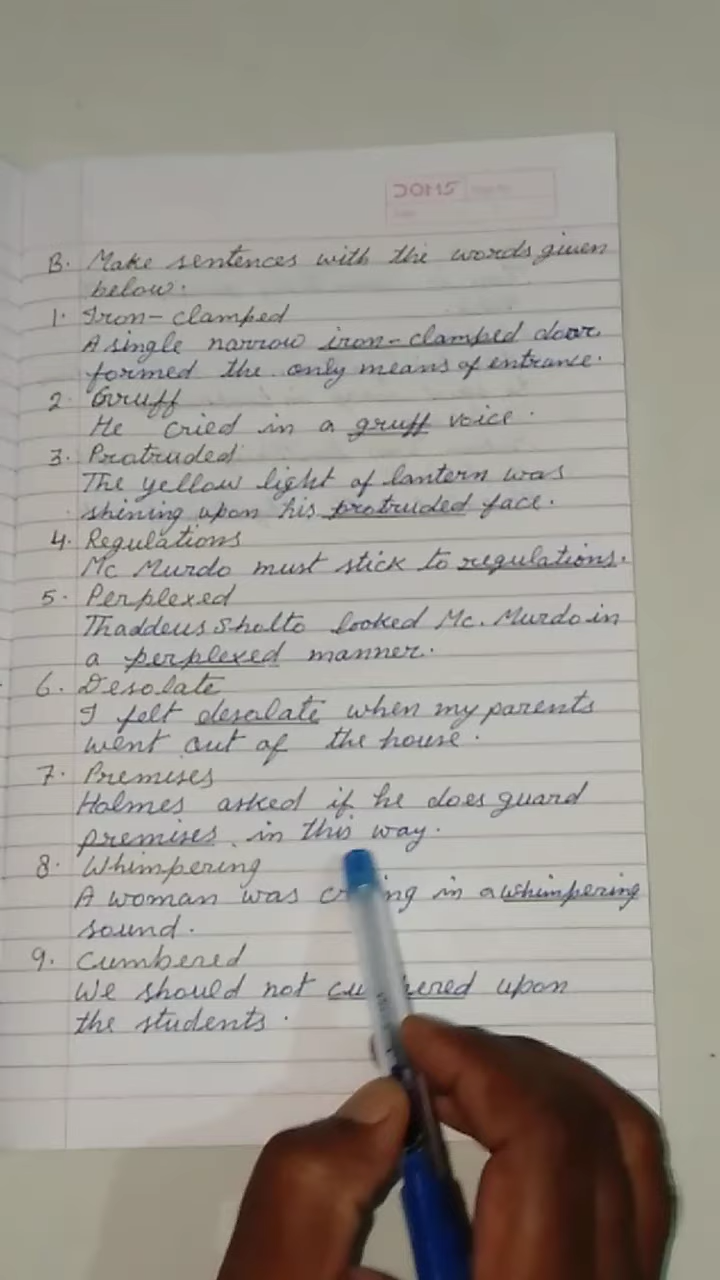 DOMS
B. Make sentences with the words given
below.
1. Iron-clamped
A single narrow iron-clamped door
formed the only means of entrance.
2. Gruff
He cried in a gruff voice.
3. Protruded
The yellow light of lantern was
shining upon his protruded face.
4. Regulations
Mc Murdo must stick to regulations.
5. Perplexed
Thaddeus Sholto looked Mc. Murdo in
a perplexed manner.
6. Desolate
I felt desolate when my parents
went out of the house.
7. Premises
Holmes asked if he does guard
premises in this way.
8. Whimpering
A woman was in a whimpering
sound.
9. Cumbered
We should not cumbered upon
the students.